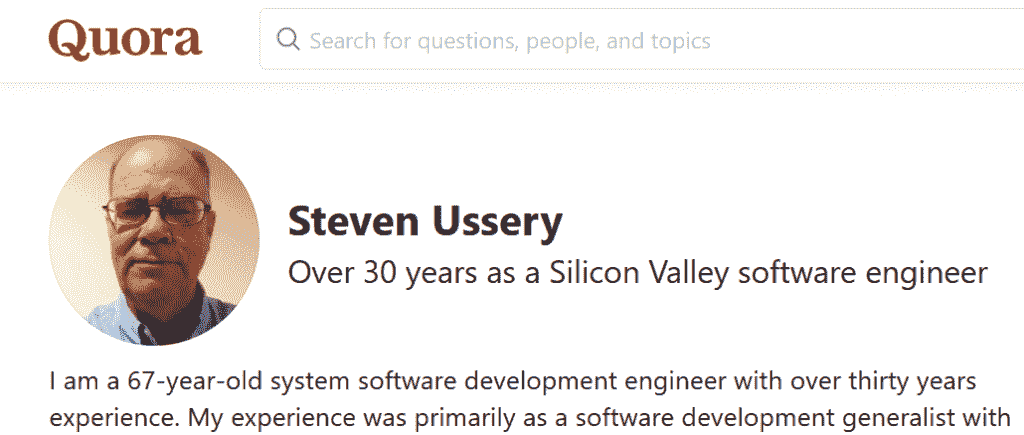 Quora
Search for questions, people, and topics
Steven Ussery
Over 30 years as a Silicon Valley software engineer
I am a 67-year-old system software development engineer with over thirty years
experience. My experience was primarily as a software development generalist with